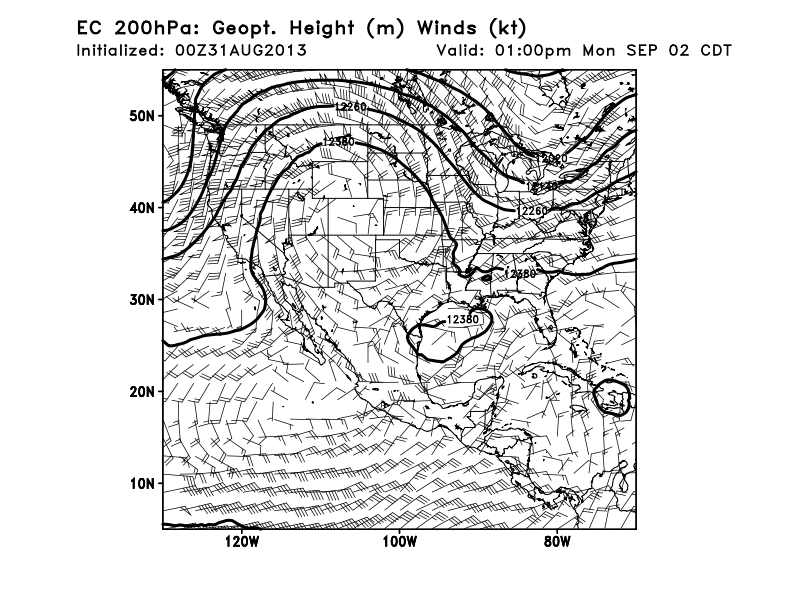 EC 200hPa: Geopt. Height (m) Winds (kt)
Initialized: 00Z31AUG2013 Valid: 01:00pm Mon SEP 02 CDT
50N
40N
30N
20N
10N
120W 100W 80W
12260
12380
12020
12140
12260
12380
12380